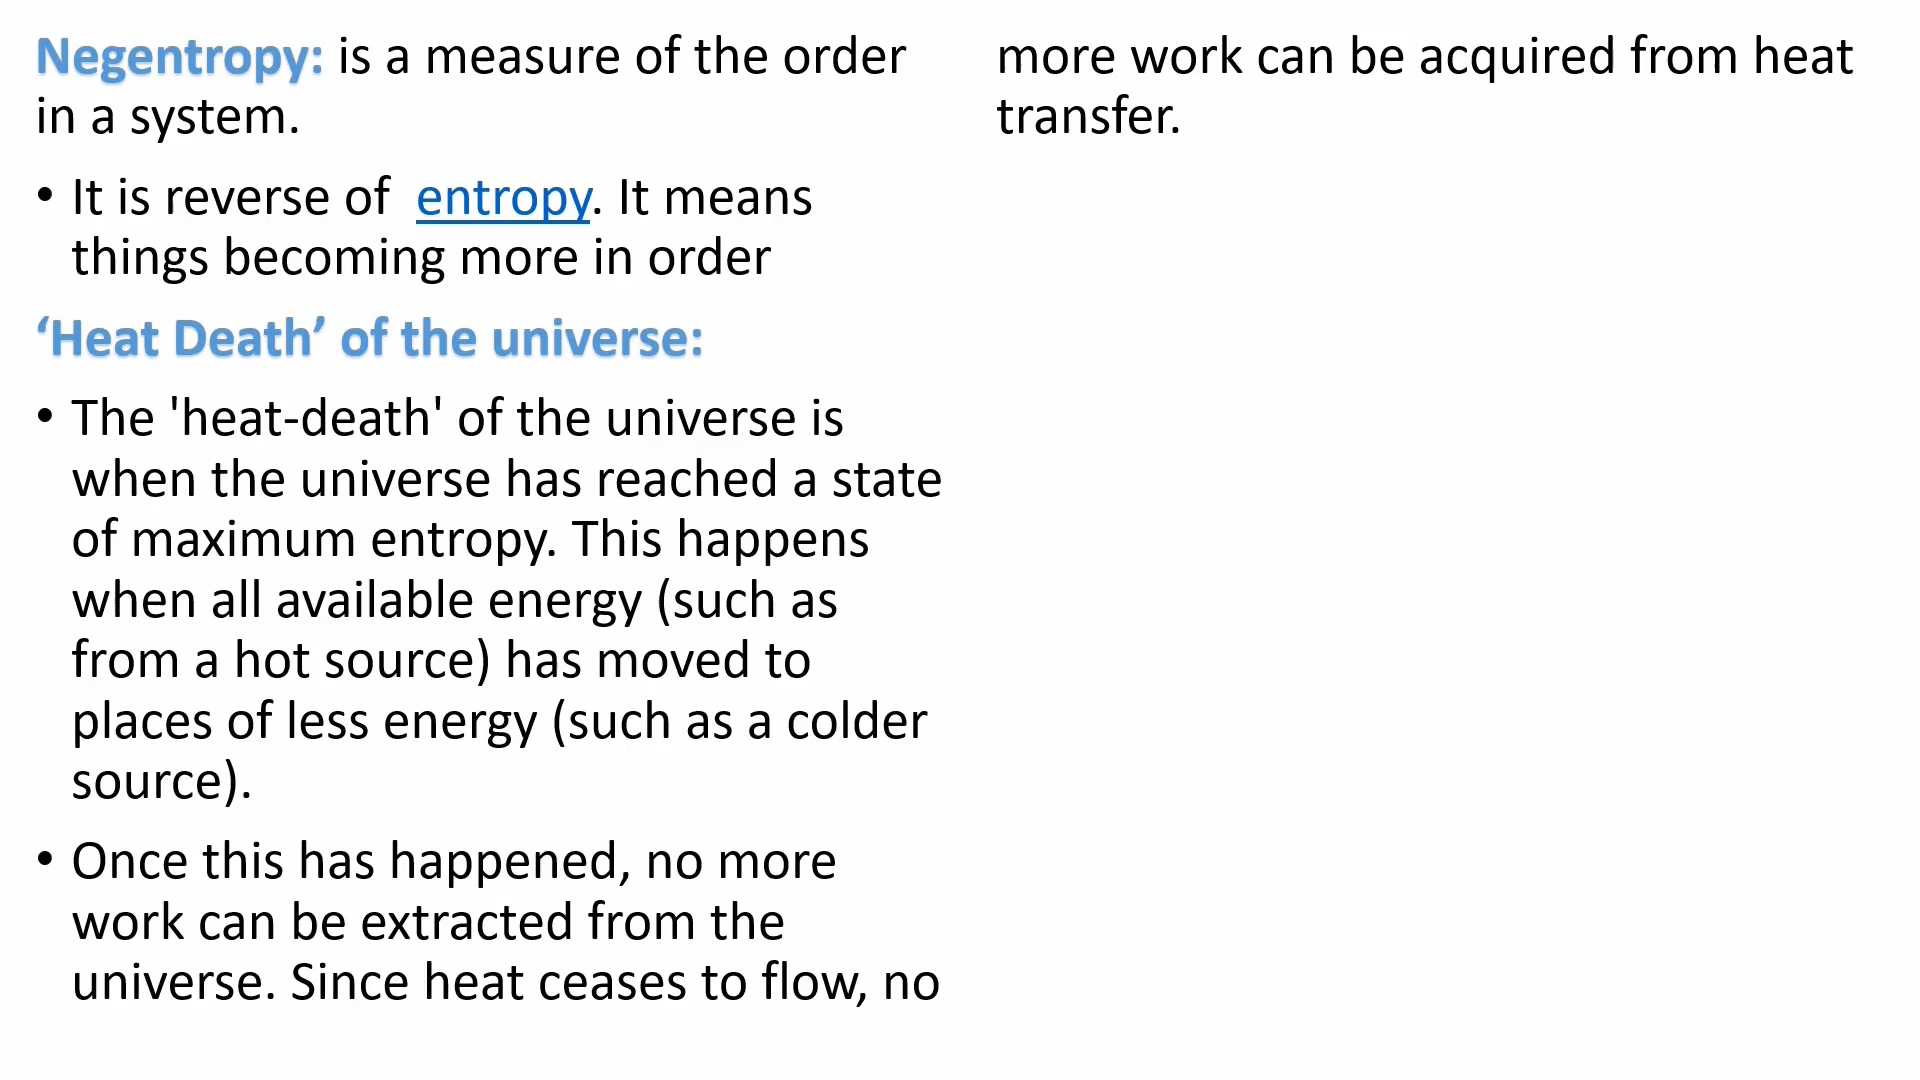 Negentropy: is a measure of the order
in a system.
• It is reverse of entropy. It means
things becoming more in order
‘Heat Death’ of the universe:
• The 'heat-death' of the universe is
when the universe has reached a state
of maximum entropy. This happens
when all available energy (such as
from a hot source) has moved to
places of less energy (such as a colder
source).
• Once this has happened, no more
work can be extracted from the
universe. Since heat ceases to flow, no
more work can be acquired from heat
transfer.